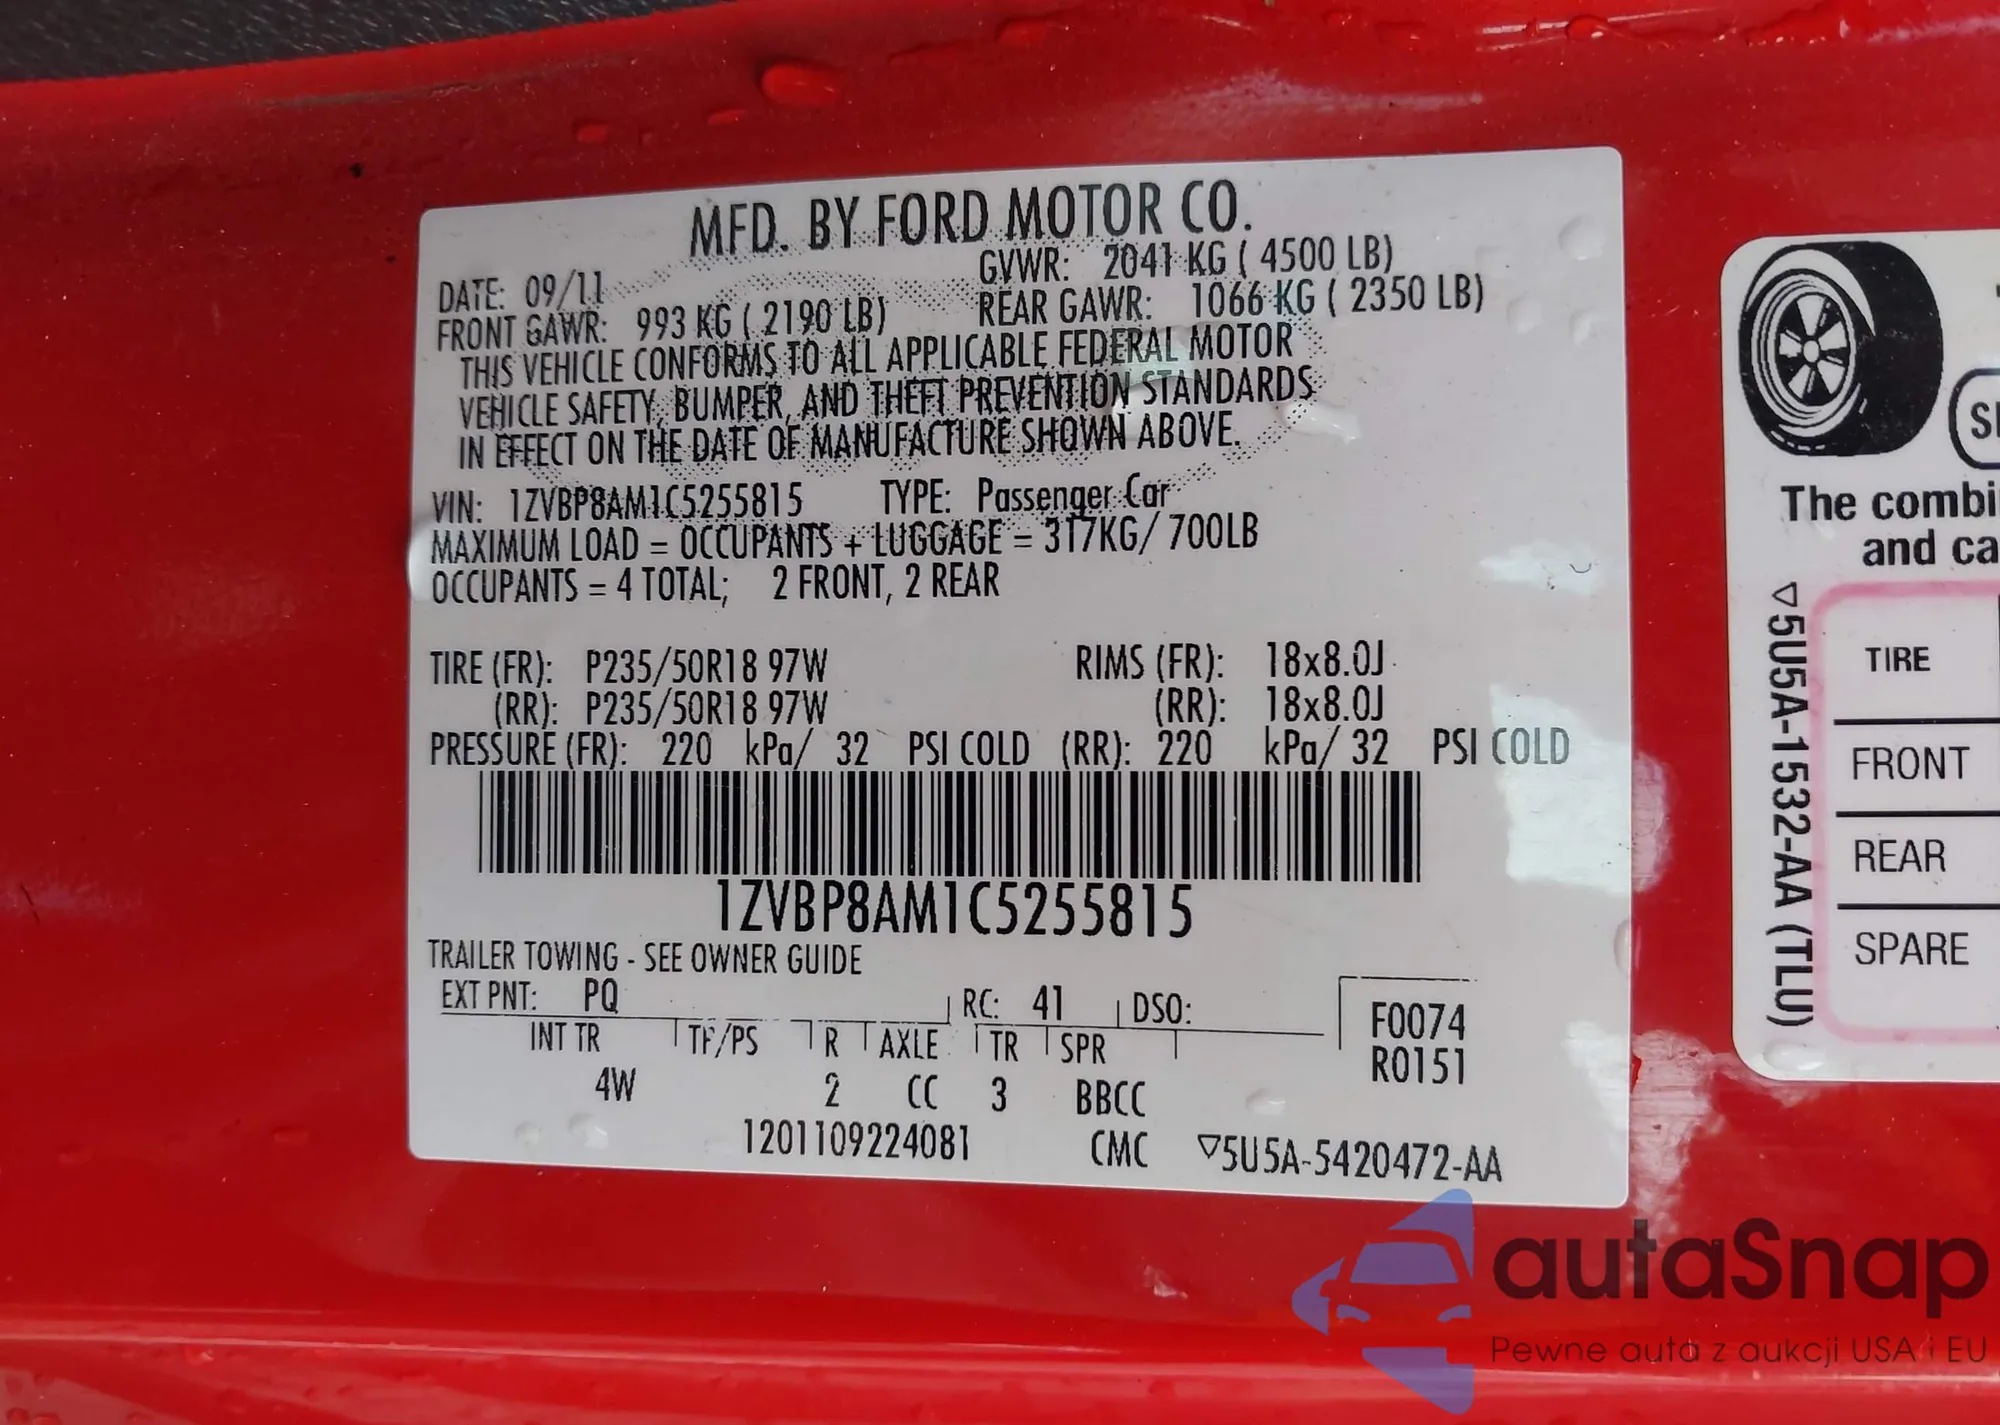 MFD. BY FORD MOTOR CO.
DATE: 09/11 GVWR: 2041 KG ( 4500 LB)
FRONT GAWR: 993 KG ( 2190 LB) REAR GAWR: 1066 KG ( 2350 LB)
THIS VEHICLE CONFORMS TO ALL APPLICABLE FEDERAL MOTOR
VEHICLE SAFETY, BUMPER, AND THEFT PREVENTION STANDARDS
IN EFFECT ON THE DATE OF MANUFACTURE SHOWN ABOVE.
VIN: 1ZVBP8AM1C5255815 TYPE: Passenger Car
MAXIMUM LOAD = OCCUPANTS + LUGGAGE = 317KG/ 700LB
OCCUPANTS = 4 TOTAL; 2 FRONT, 2 REAR
TIRE (FR): P235/50R18 97W RIMS (FR): 18x8.0J
(RR): P235/50R18 97W (RR): 18x8.0J
PRESSURE (FR): 220 kPa/ 32 PSI COLD (RR): 220 kPa/ 32 PSI COLD
1ZVBP8AM1C5255815
TRAILER TOWING - SEE OWNER GUIDE
EXT PNT: PQ RC: 41 DSO:
INT TR TP/PS R AXLE TR SPR
4W 2 CC 3 BBCC
F0074
R0151
1201109224081 CMC ▽5U5A-5420472-AA
The combi
and ca
▽5U5A-1532-AA (TLU)
TIRE
FRONT
REAR
SPARE
autaSnap
Pewne auta z aukcji USA i EU